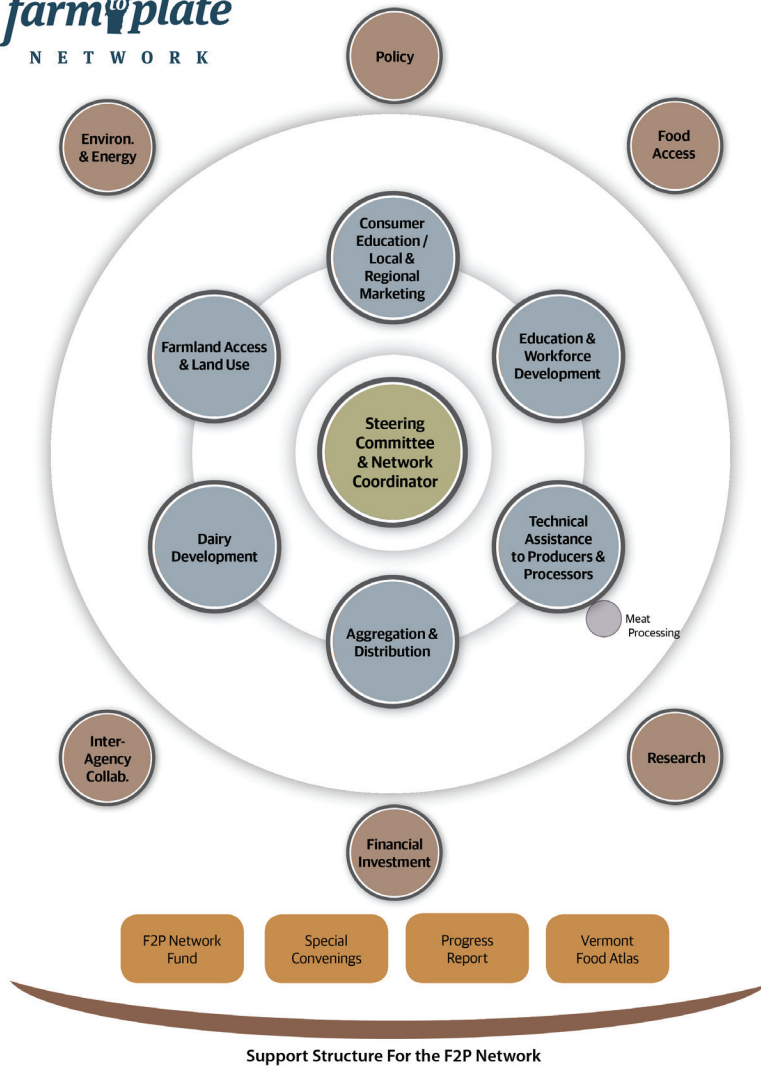 farm to plate
NETWORK
Policy
Environ.
& Energy
Food
Access
Consumer
Education /
Local &
Regional
Marketing
Farmland Access
& Land Use
Education &
Workforce
Development
Steering
Committee
& Network
Coordinator
Dairy
Development
Technical
Assistance
to Producers &
Processors
Aggregation &
Distribution
Meat
Processing
Inter-
Agency
Collab.
Research
Financial
Investment
F2P Network
Fund
Special
Convenings
Progress
Report
Vermont
Food Atlas
Support Structure For the F2P Network